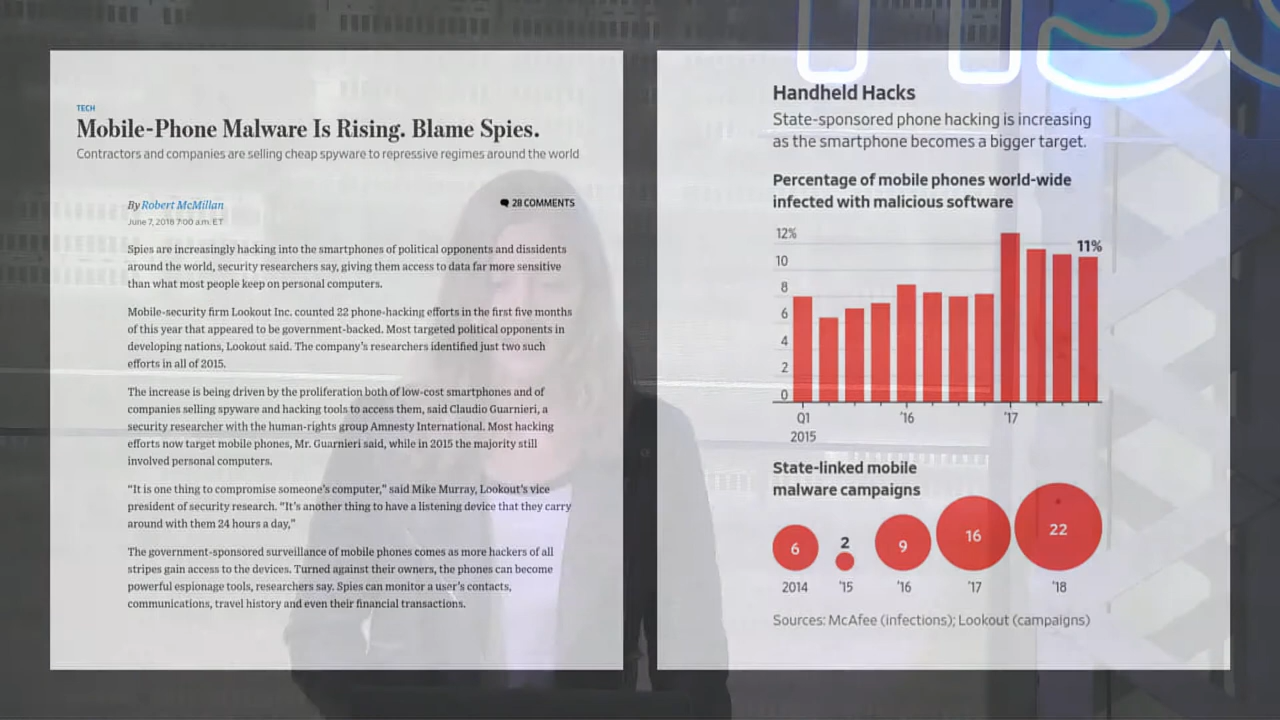 TECH
Mobile-Phone Malware Is Rising. Blame Spies.
Contractors and companies are selling cheap spyware to repressive regimes around the world
By Robert McMillan
28 COMMENTS
June 7, 2018 7:00 a.m. ET
Spies are increasingly hacking into the smartphones of political opponents and dissidents
around the world, security researchers say, giving them access to data far more sensitive
than what most people keep on personal computers.
Mobile-security firm Lookout Inc. counted 22 phone-hacking efforts in the first five months
of this year that appeared to be government-backed. Most targeted political opponents in
developing nations, Lookout said. The company's researchers identified just two such
efforts in all of 2015.
The increase is being driven by the proliferation both of low-cost smartphones and of
companies selling spyware and hacking tools to access them, said Claudio Guarnieri, a
security researcher with the human-rights group Amnesty International. Most hacking
efforts now target mobile phones, Mr. Guarnieri said, while in 2015 the majority still
involved personal computers.
"It is one thing to compromise someone's computer," said Mike Murray, Lookout's vice
president of security research. "It's another thing to have a listening device that they carry
around with them 24 hours a day,"
The government-sponsored surveillance of mobile phones comes as more hackers of all
stripes gain access to the devices. Turned against their owners, the phones can become
powerful espionage tools, researchers say. Spies can monitor a user's contacts,
communications, travel history and even their financial transactions.
Handheld Hacks
State-sponsored phone hacking is increasing
as the smartphone becomes a bigger target.
Percentage of mobile phones world-wide
infected with malicious software
12%
11%
10
8
6
4
2
0
Q1 '16 '17
2015
State-linked mobile
malware campaigns
6 2 9 16 22
2014 '15 '16 '17 '18
Sources: McAfee (infections); Lookout (campaigns)